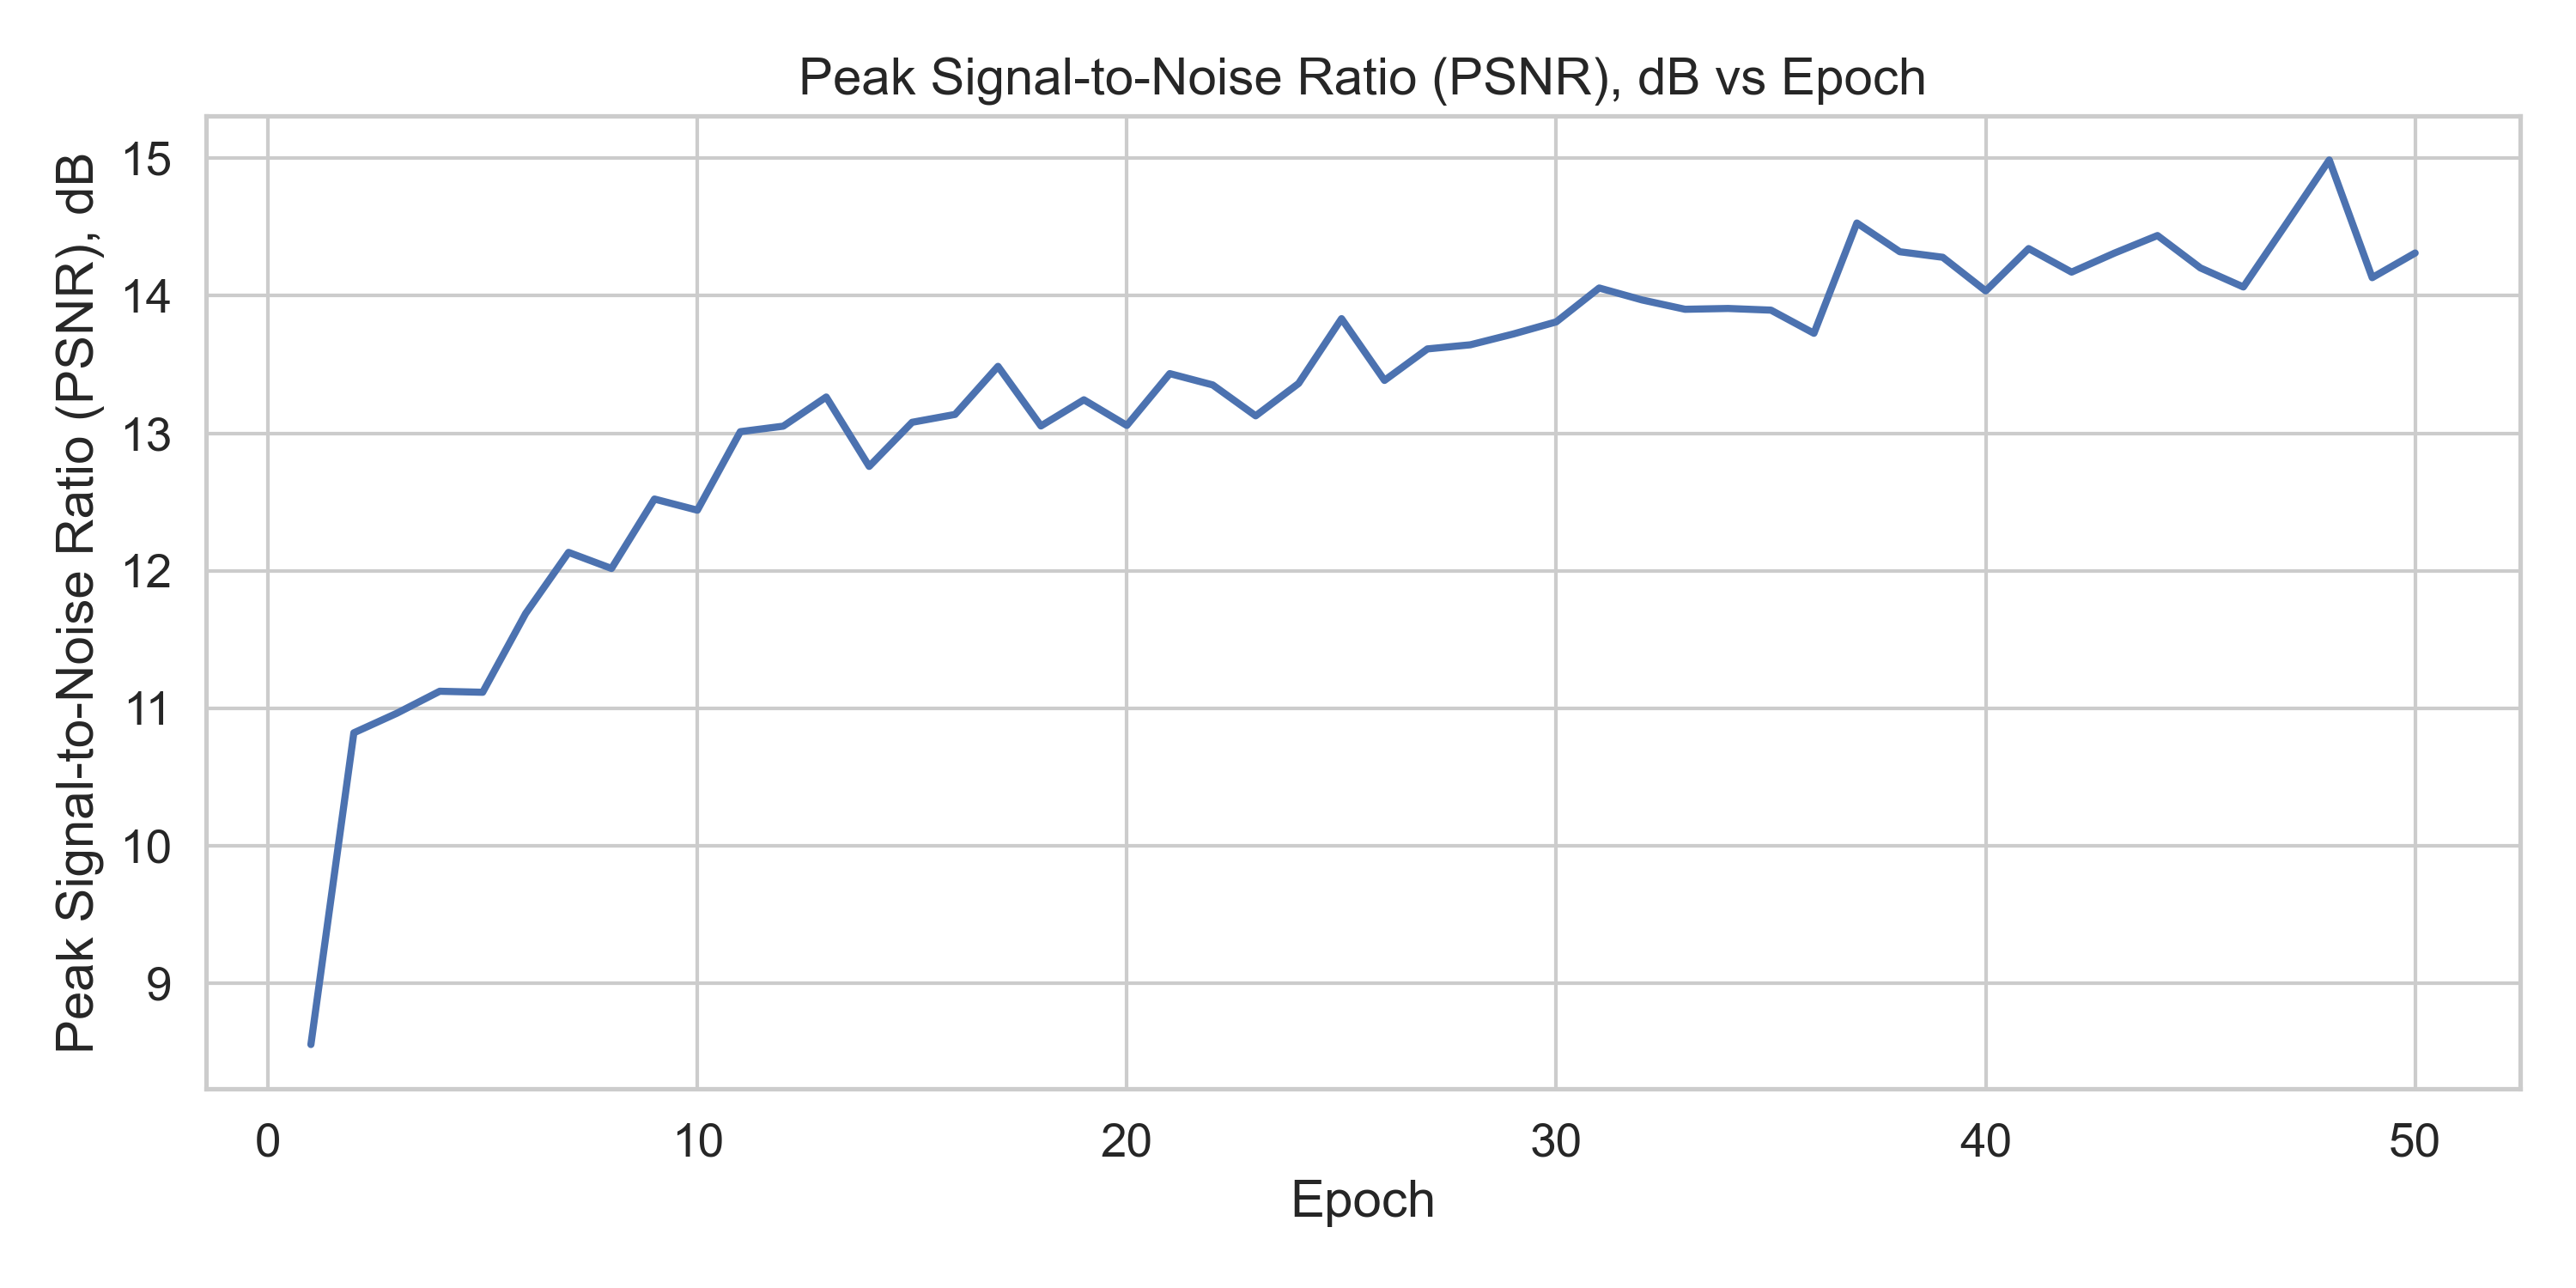 Peak Signal-to-Noise Ratio (PSNR), dB vs Epoch
Peak Signal-to-Noise Ratio (PSNR), dB
15
14
13
12
11
10
9
0 10 20 30 40 50
Epoch